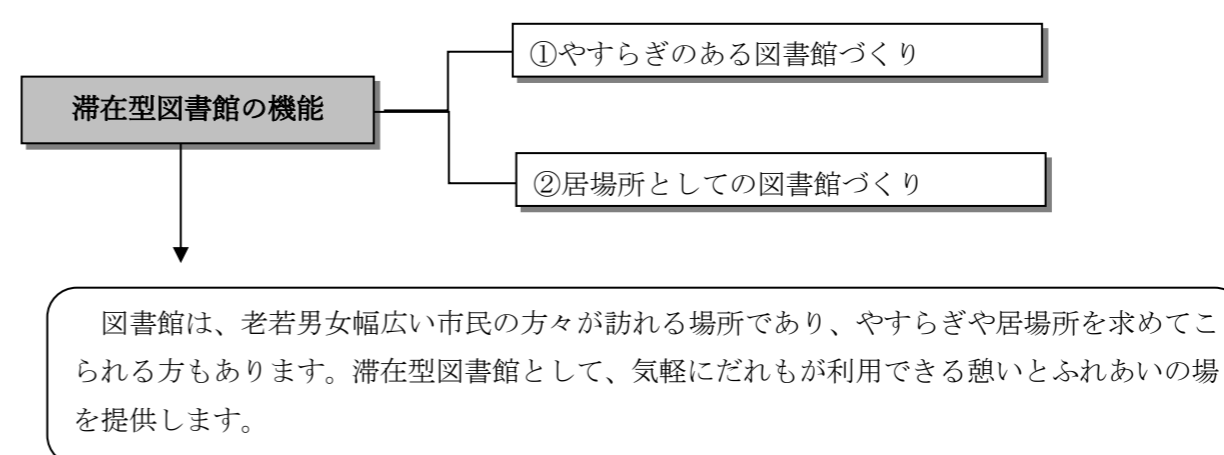 ①やすらぎのある図書館づくり
滞在型図書館の機能
②居場所としての図書館づくり
図書館は、老若男女幅広い市民の方々が訪れる場所であり、やすらぎや居場所を求めてこ
られる方もあります。滞在型図書館として、気軽にだれもが利用できる憩いとふれあいの場
を提供します。